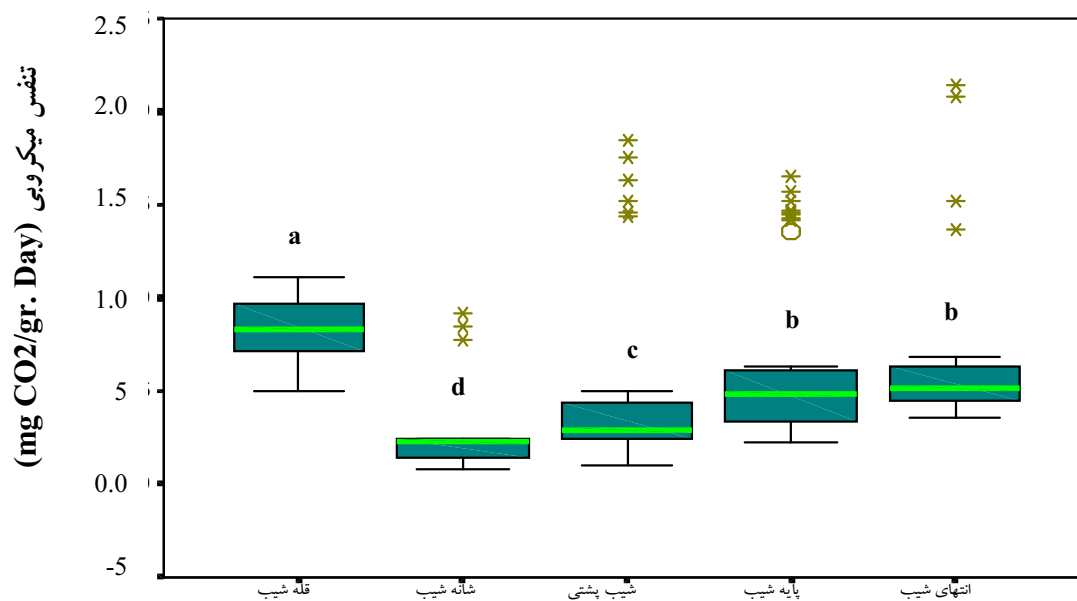 تنفس میکروبی (mg CO2/gr. Day)
2.5
2.0
1.5
1.0
.5
0.0
-.5
a
d
c
b
b
قله شیب
شانه شیب
شیب پشتی
پایه شیب
انتهای شیب